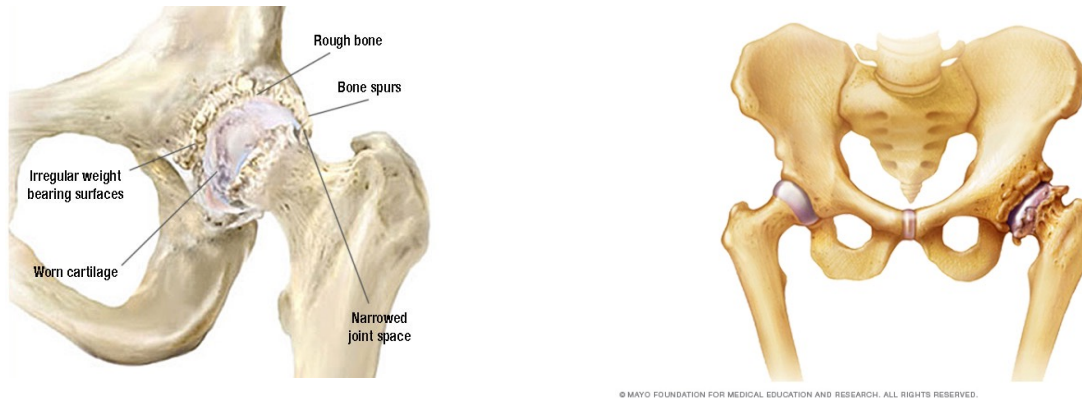 Rough bone
Bone spurs
Irregular weight
bearing surfaces
Worn cartilage
Narrowed
joint space
© MAYO FOUNDATION FOR MEDICAL EDUCATION AND RESEARCH. ALL RIGHTS RESERVED.